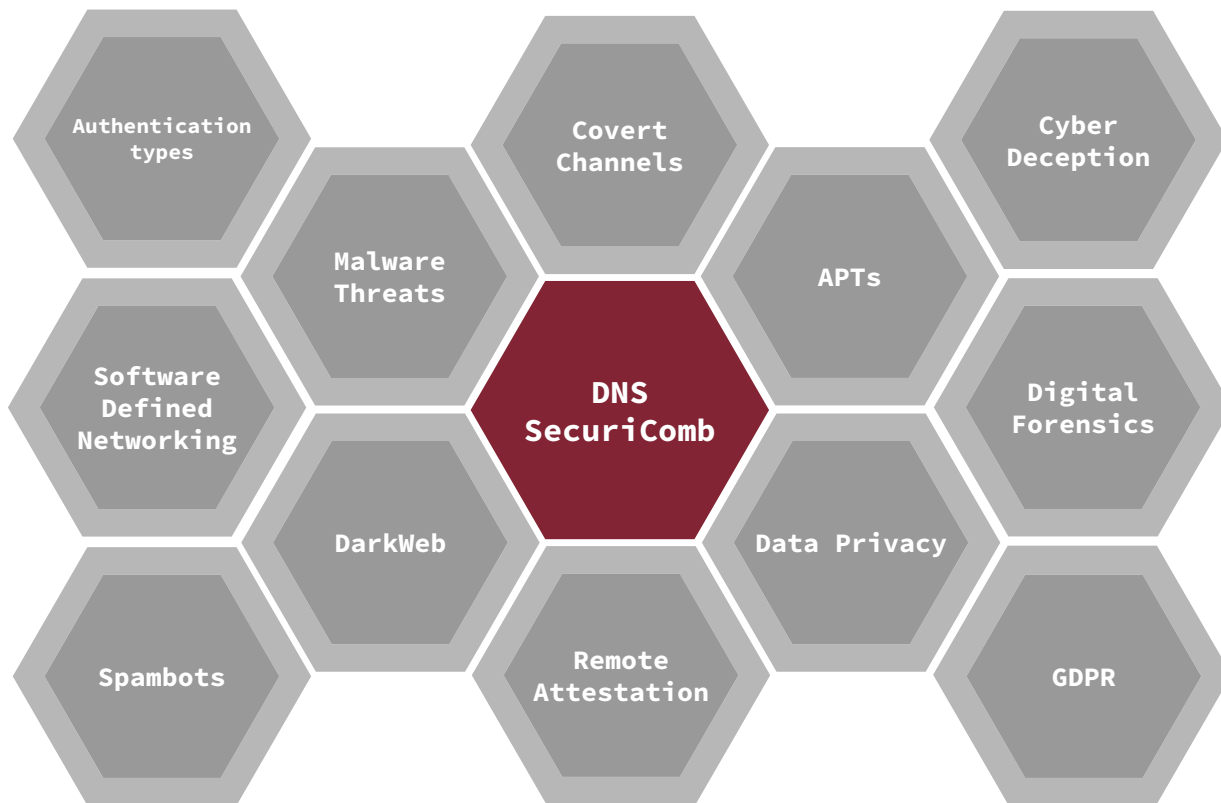 Authentication
types
Covert
Channels
Cyber
Deception
Malware
Threats
APTs
Software
Defined
Networking
DNS
SecuriComb
Digital
Forensics
DarkWeb
Data Privacy
Spambots
Remote
Attestation
GDPR